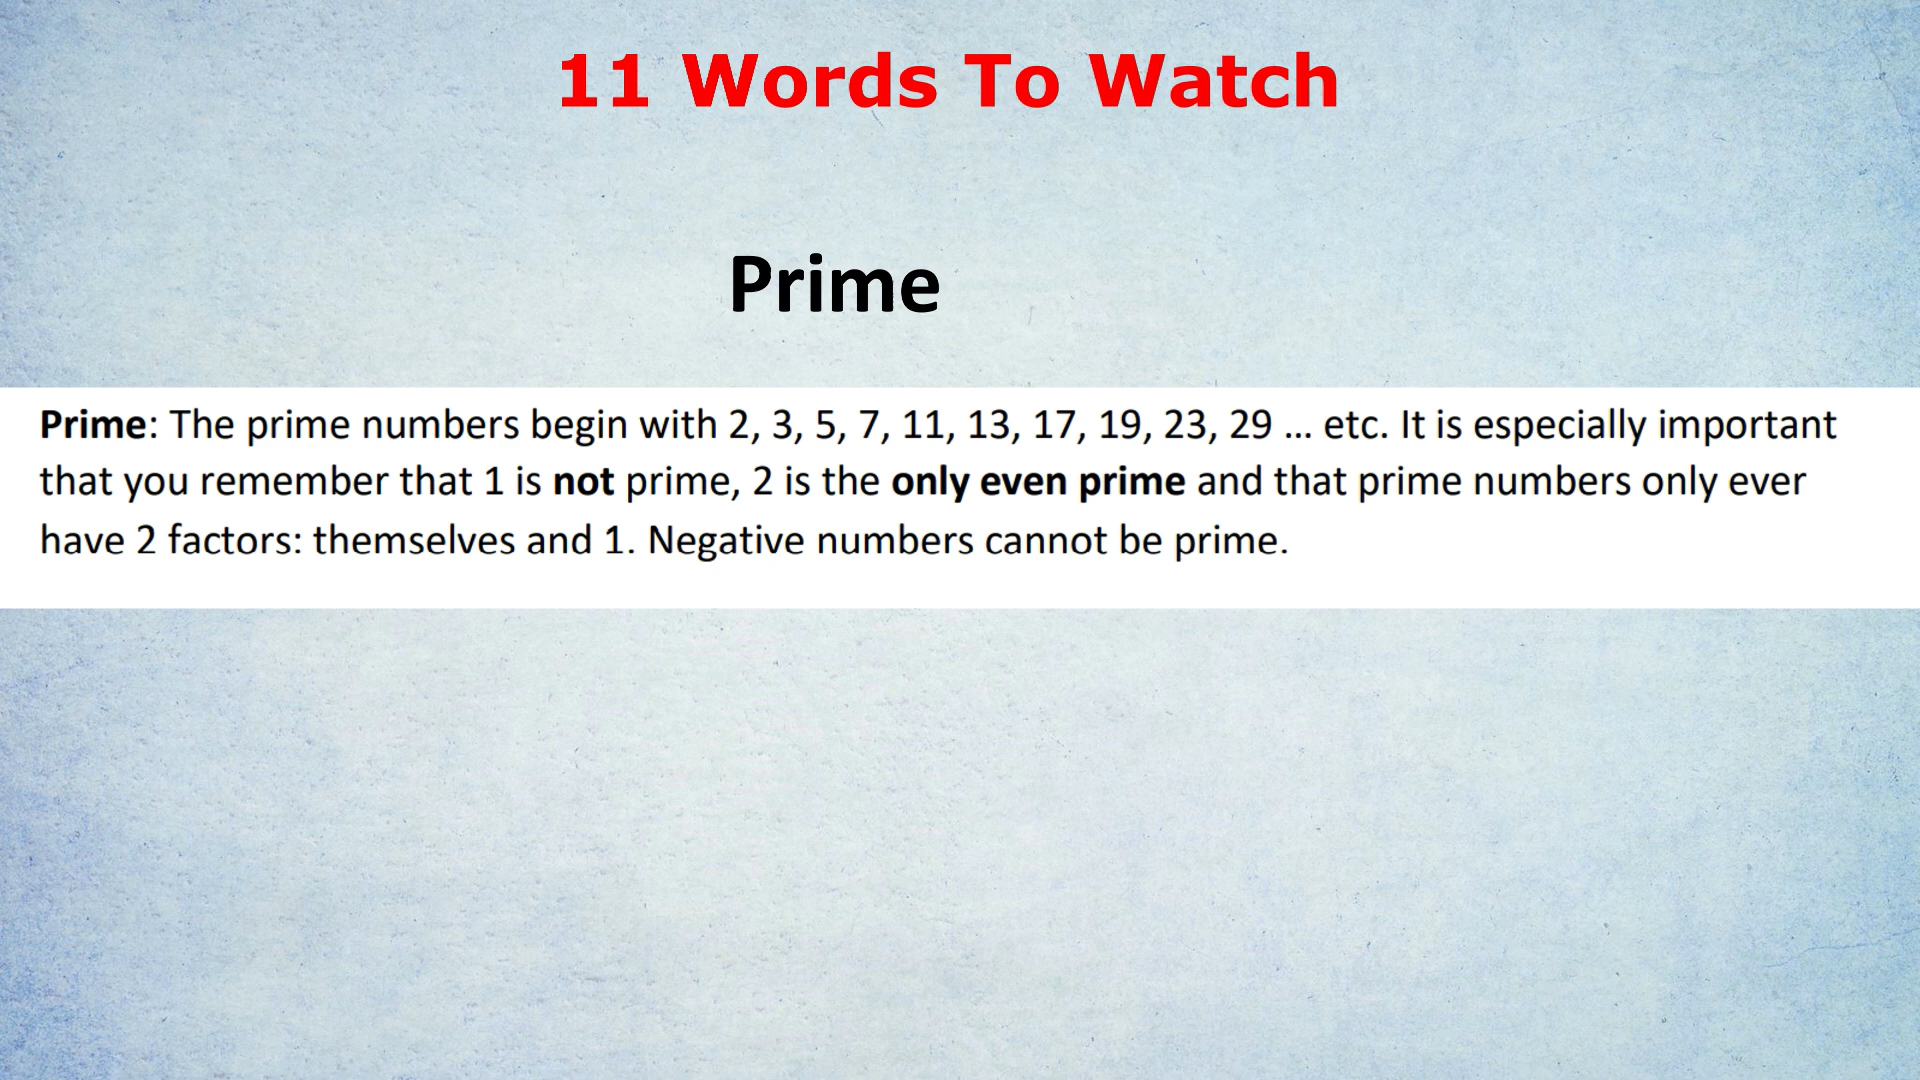 11 Words To Watch
Prime
Prime: The prime numbers begin with 2, 3, 5, 7, 11, 13, 17, 19, 23, 29 ... etc. It is especially important
that you remember that 1 is not prime, 2 is the only even prime and that prime numbers only ever
have 2 factors: themselves and 1. Negative numbers cannot be prime.